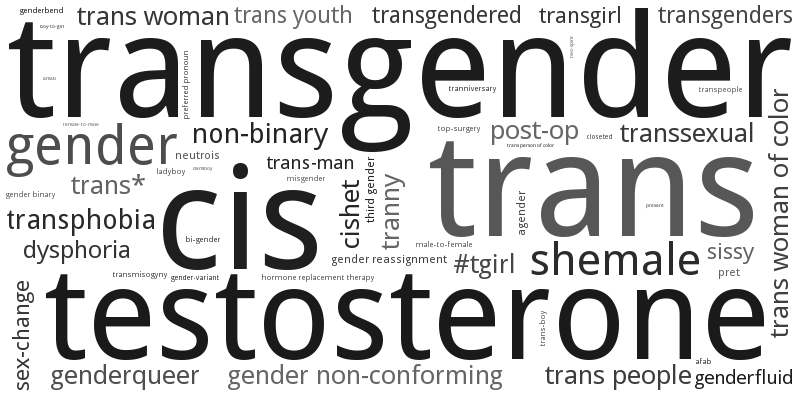 genderbend
trans woman
trans youth
transgendered
transgirl
transgenders
boy-to-girl
transgender
preferred pronoun
tranniversary
two-spirit
transpeople
amab
female-to-male
gender
non-binary
top-surgery
post-op
closeted
transsexual
transperson of color
neutrois
trans-man
ladyboy
misgender
trans*
gender binary
cis
cishet
third gender
tranny
trans
agender
present
trans woman of color
transphobia
bi-gender
dysphoria
male-to-female
gender reassignment
#tgirl
shemale
sissy
pret
transmisogyny
gender-variant
hormone replacement therapy
sex-change
testosterone
trans-boy
afab
genderqueer
gender non-conforming
trans people
genderfluid